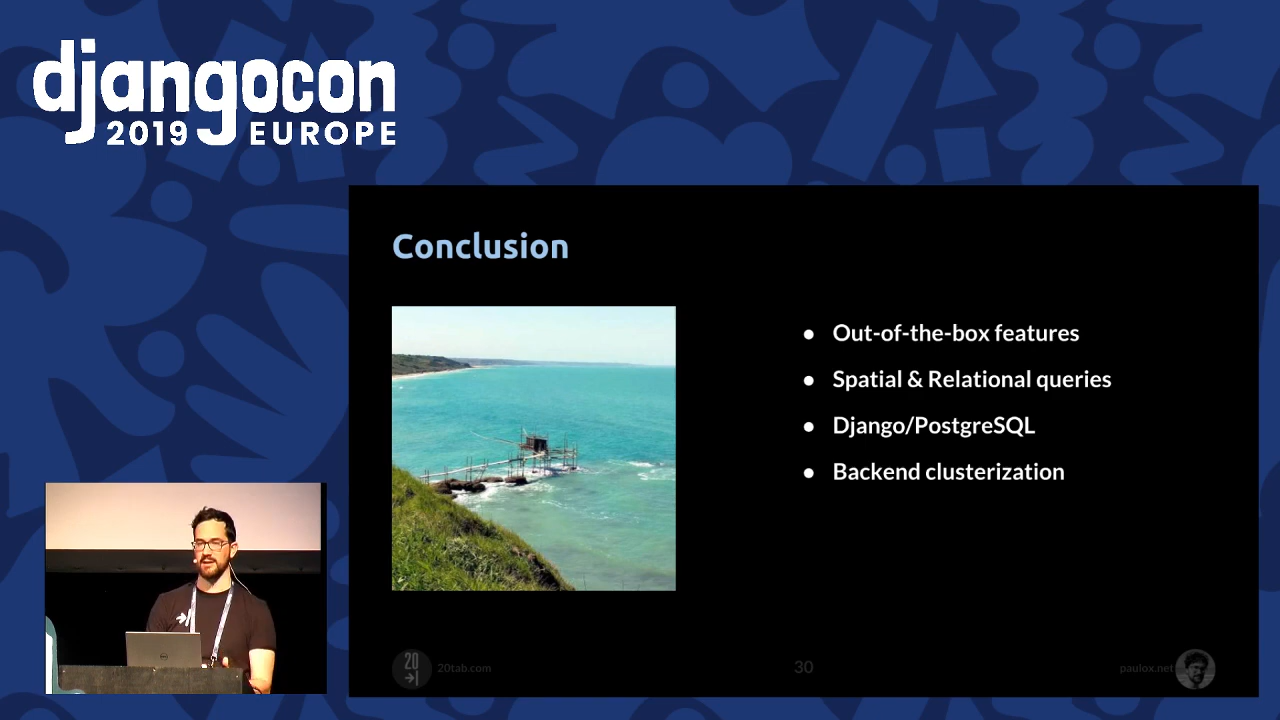 djangocon
2019 EUROPE
Conclusion
● Out-of-the-box features
● Spatial & Relational queries
● Django/PostgreSQL
● Backend clusterization
20
20tab.com
30
paulox.net